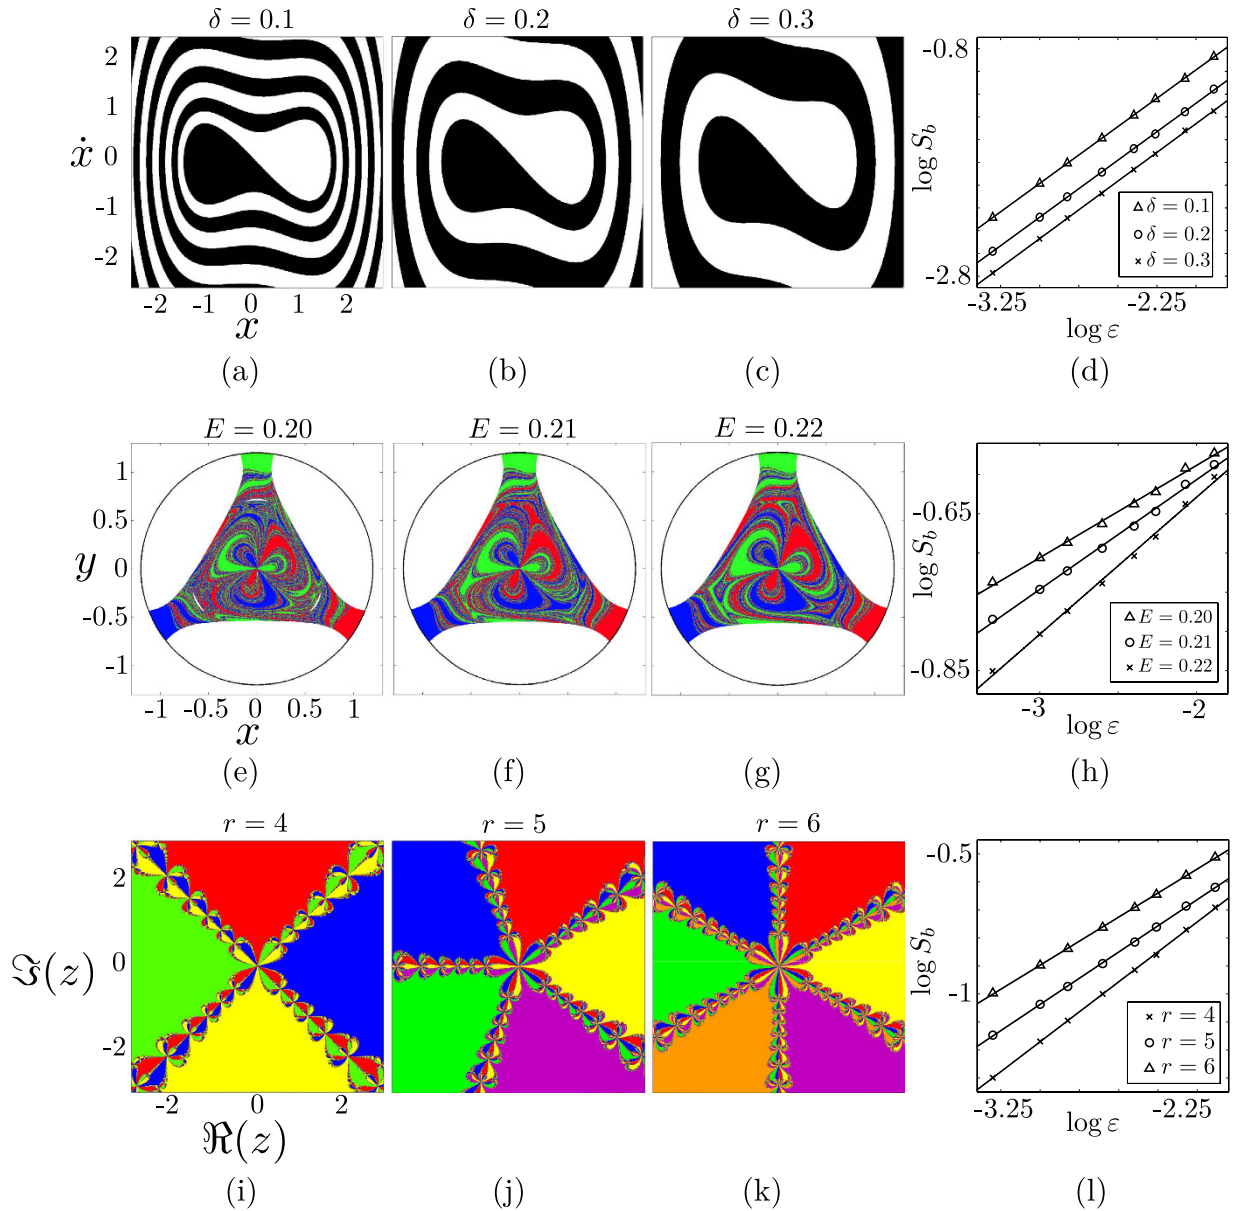 δ = 0.1 δ = 0.2 δ = 0.3
2
1
0
-1
-2
ẋ
-2 -1 0 1 2
x
-0.8
-2.8
log S_b
-3.25 -2.25
log ε
δ = 0.1
δ = 0.2
δ = 0.3
(a) (b) (c) (d)
E = 0.20 E = 0.21 E = 0.22
1
0.5
0
-0.5
-1
y
-1 -0.5 0 0.5 1
x
-0.65
-0.85
log S_b
-3 -2
log ε
E = 0.20
E = 0.21
E = 0.22
(e) (f) (g) (h)
r = 4 r = 5 r = 6
2
0
-2
ℑ(z)
-2 0 2
ℜ(z)
-0.5
-1
log S_b
-3.25 -2.25
log ε
r = 4
r = 5
r = 6
(i) (j) (k) (l)